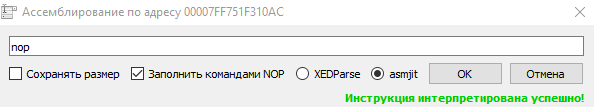 Ассемблирование по адресу 00007FF751F310AC
nop
Сохранять размер Заполнить командами NOP XEDParse asmjit OK Отмена
Инструкция интерпретирована успешно!